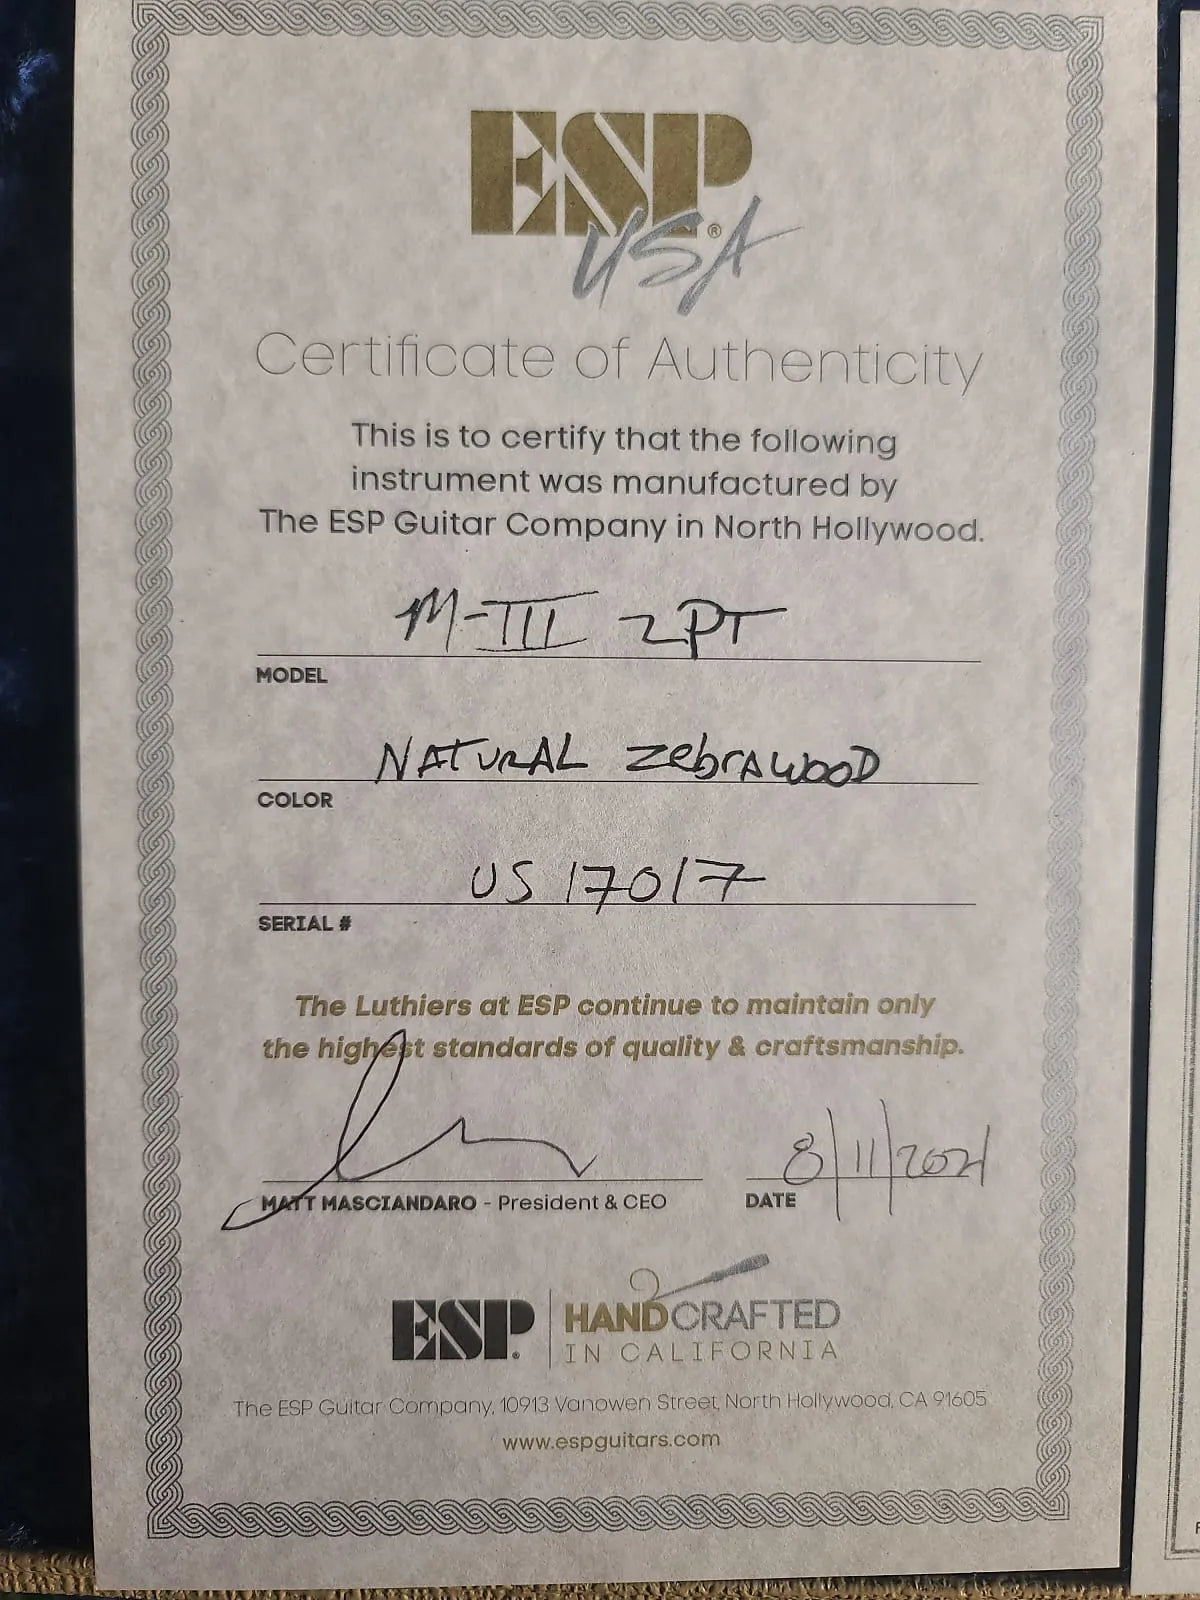 ESP
USA ®
Certificate of Authenticity
This is to certify that the following
instrument was manufactured by
The ESP Guitar Company in North Hollywood.
M-III 2PT
MODEL
NATURAL ZebrAWOOD
COLOR
US 17017
SERIAL #
The Luthiers at ESP continue to maintain only
the highest standards of quality & craftsmanship.
8/11/2021
MATT MASCIANDARO - President & CEO DATE
ESP. HANDCRAFTED
IN CALIFORNIA
The ESP Guitar Company, 10913 Vanowen Street, North Hollywood, CA 91605
www.espguitars.com